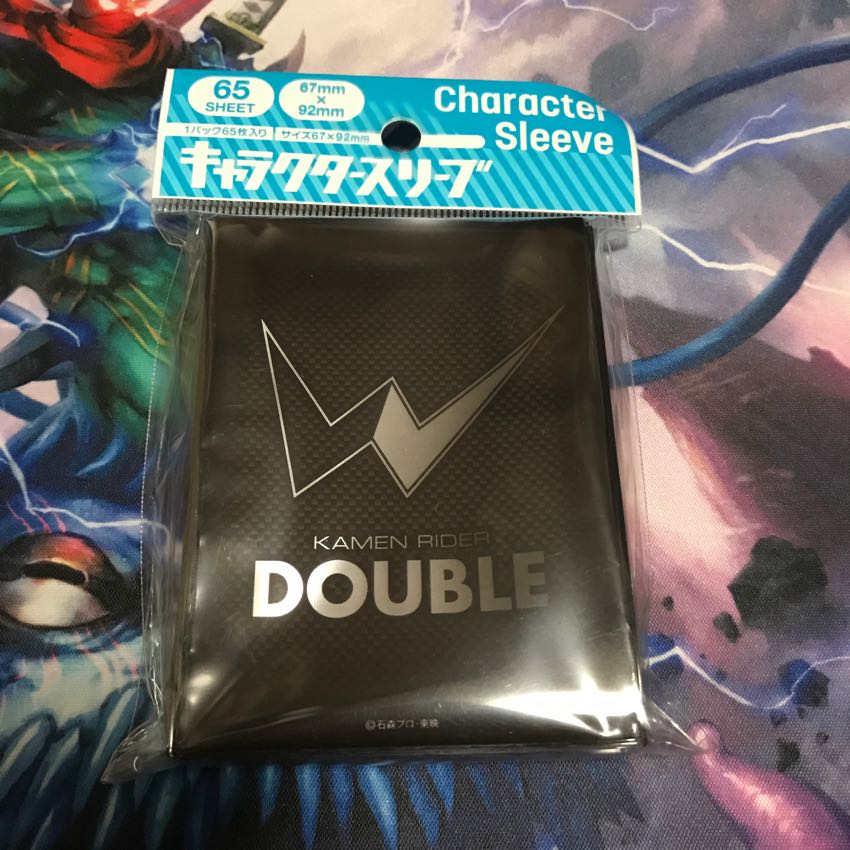 65
SHEET
67mm
×
92mm
Character
Sleeve
1パック65枚入り
サイズ67×92mm
キャラクタースリーブ
KAMEN RIDER
DOUBLE
©石森プロ・東映